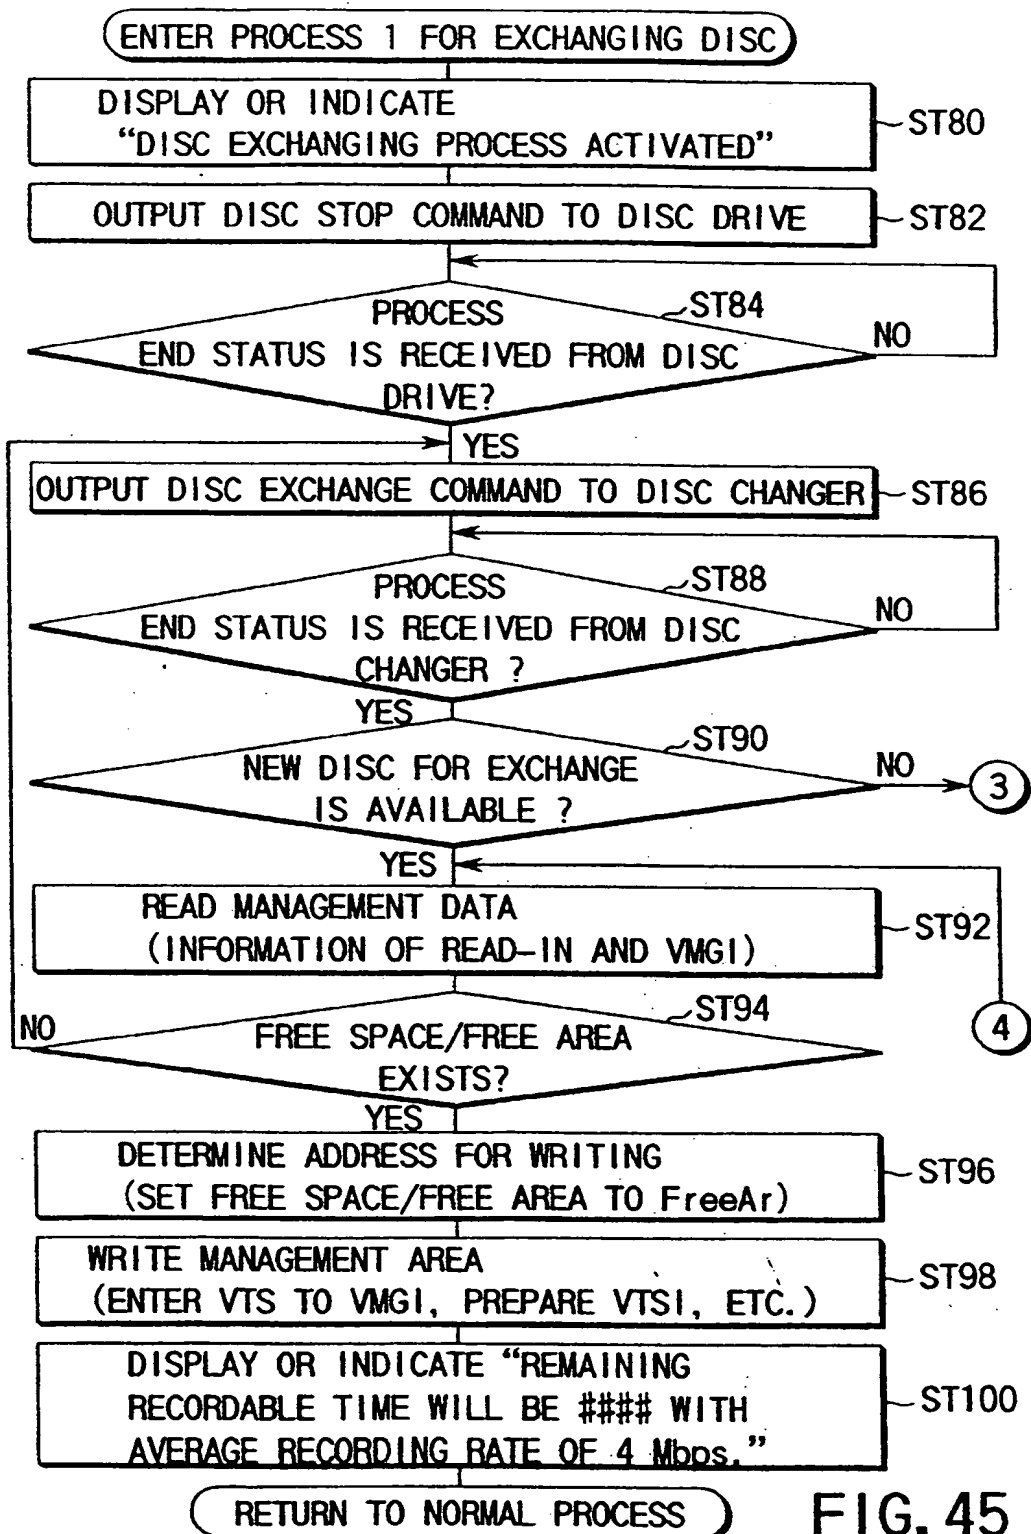 ENTER PROCESS 1 FOR EXCHANGING DISC
DISPLAY OR INDICATE
"DISC EXCHANGING PROCESS ACTIVATED"
ST80
OUTPUT DISC STOP COMMAND TO DISC DRIVE
ST82
ST84
PROCESS
END STATUS IS RECEIVED FROM DISC
DRIVE?
NO
YES
OUTPUT DISC EXCHANGE COMMAND TO DISC CHANGER
ST86
ST88
PROCESS
END STATUS IS RECEIVED FROM DISC
CHANGER ?
NO
YES
ST90
NEW DISC FOR EXCHANGE
IS AVAILABLE ?
NO
3
YES
READ MANAGEMENT DATA
(INFORMATION OF READ-IN AND VMGI)
ST92
ST94
4
NO
FREE SPACE/FREE AREA
EXISTS?
YES
DETERMINE ADDRESS FOR WRITING
(SET FREE SPACE/FREE AREA TO FreeAr)
ST96
WRITE MANAGEMENT AREA
(ENTER VTS TO VMGI, PREPARE VTSI, ETC.)
ST98
DISPLAY OR INDICATE "REMAINING
RECORDABLE TIME WILL BE #### WITH
AVERAGE RECORDING RATE OF 4 Mbps."
ST100
RETURN TO NORMAL PROCESS
FIG. 45